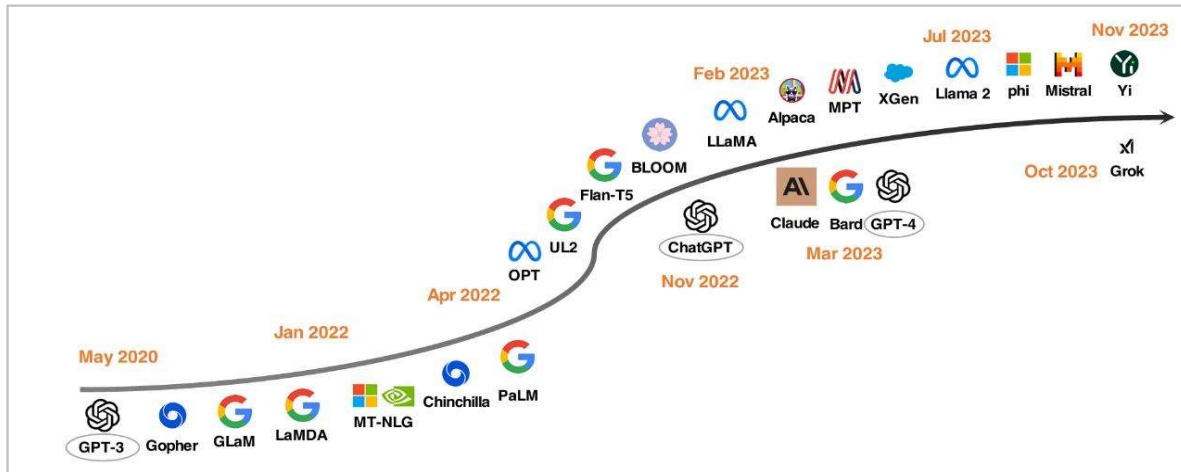 Nov 2023
Jul 2023
Feb 2023
Alpaca
MPT
XGen
Llama 2
phi
Mistral
Yi
LLaMA
BLOOM
Flan-T5
UL2
OPT
Apr 2022
Jan 2022
May 2020
GPT-3
Gopher
GLaM
LaMDA
MT-NLG
Chinchilla
PaLM
ChatGPT
Nov 2022
Claude
Bard
GPT-4
Mar 2023
Oct 2023
Grok